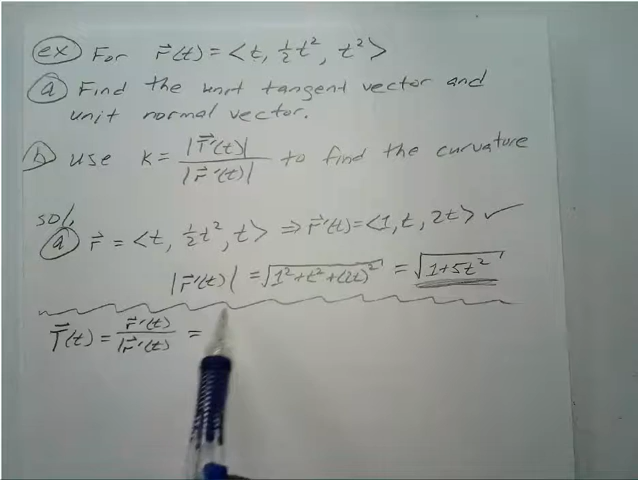 ex For r⃗(t) = <t, ½t², t²>
a Find the unit tangent vector and
unit normal vector.
b use K = |T⃗'(t)| / |r⃗'(t)| to find the curvature
sol.
a r⃗ = <t, ½t², t> ⇒ r⃗'(t) = <1, t, 2t> ✓
|r⃗'(t)| = √(1² + t² + (2t)²) = √(1+5t²)
T⃗(t) = r⃗'(t) / |r⃗'(t) =